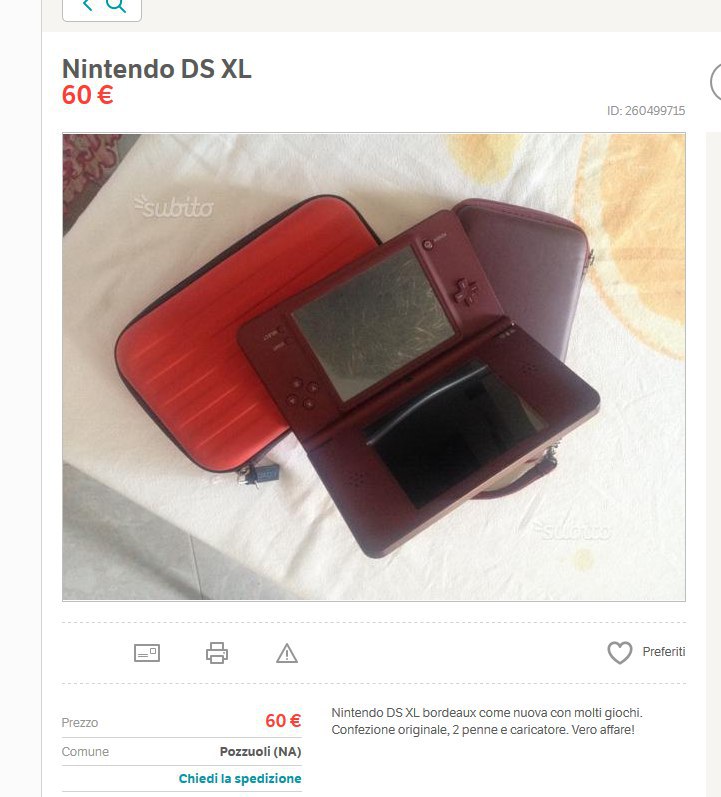 Nintendo DS XL
60 €
ID: 260499715
subito
subito
Preferiti
Prezzo 60 €
Comune Pozzuoli (NA)
Chiedi la spedizione
Nintendo DS XL bordeaux come nuova con molti giochi.
Confezione originale, 2 penne e caricatore. Vero affare!